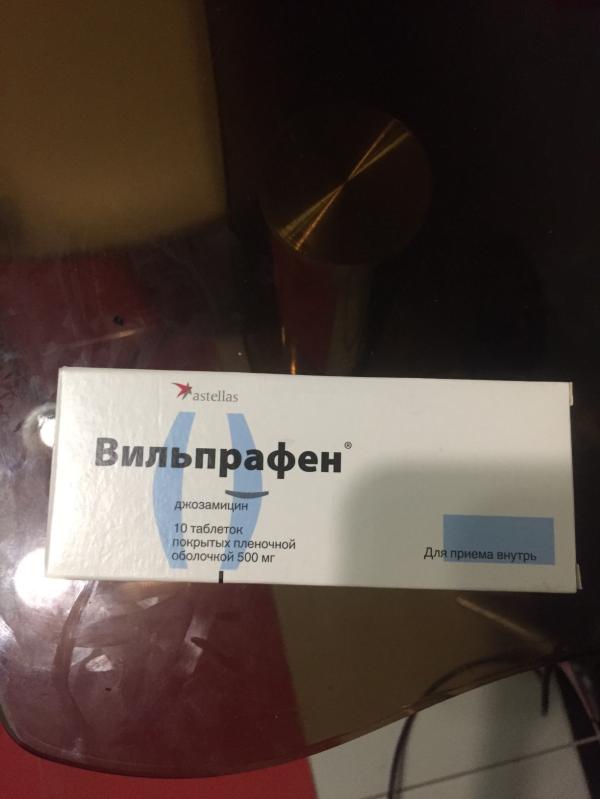 astellas
Вильпрафен®
джозамицин
10 таблеток
покрытых пленочной
оболочкой 500 мг
Для приема внутрь